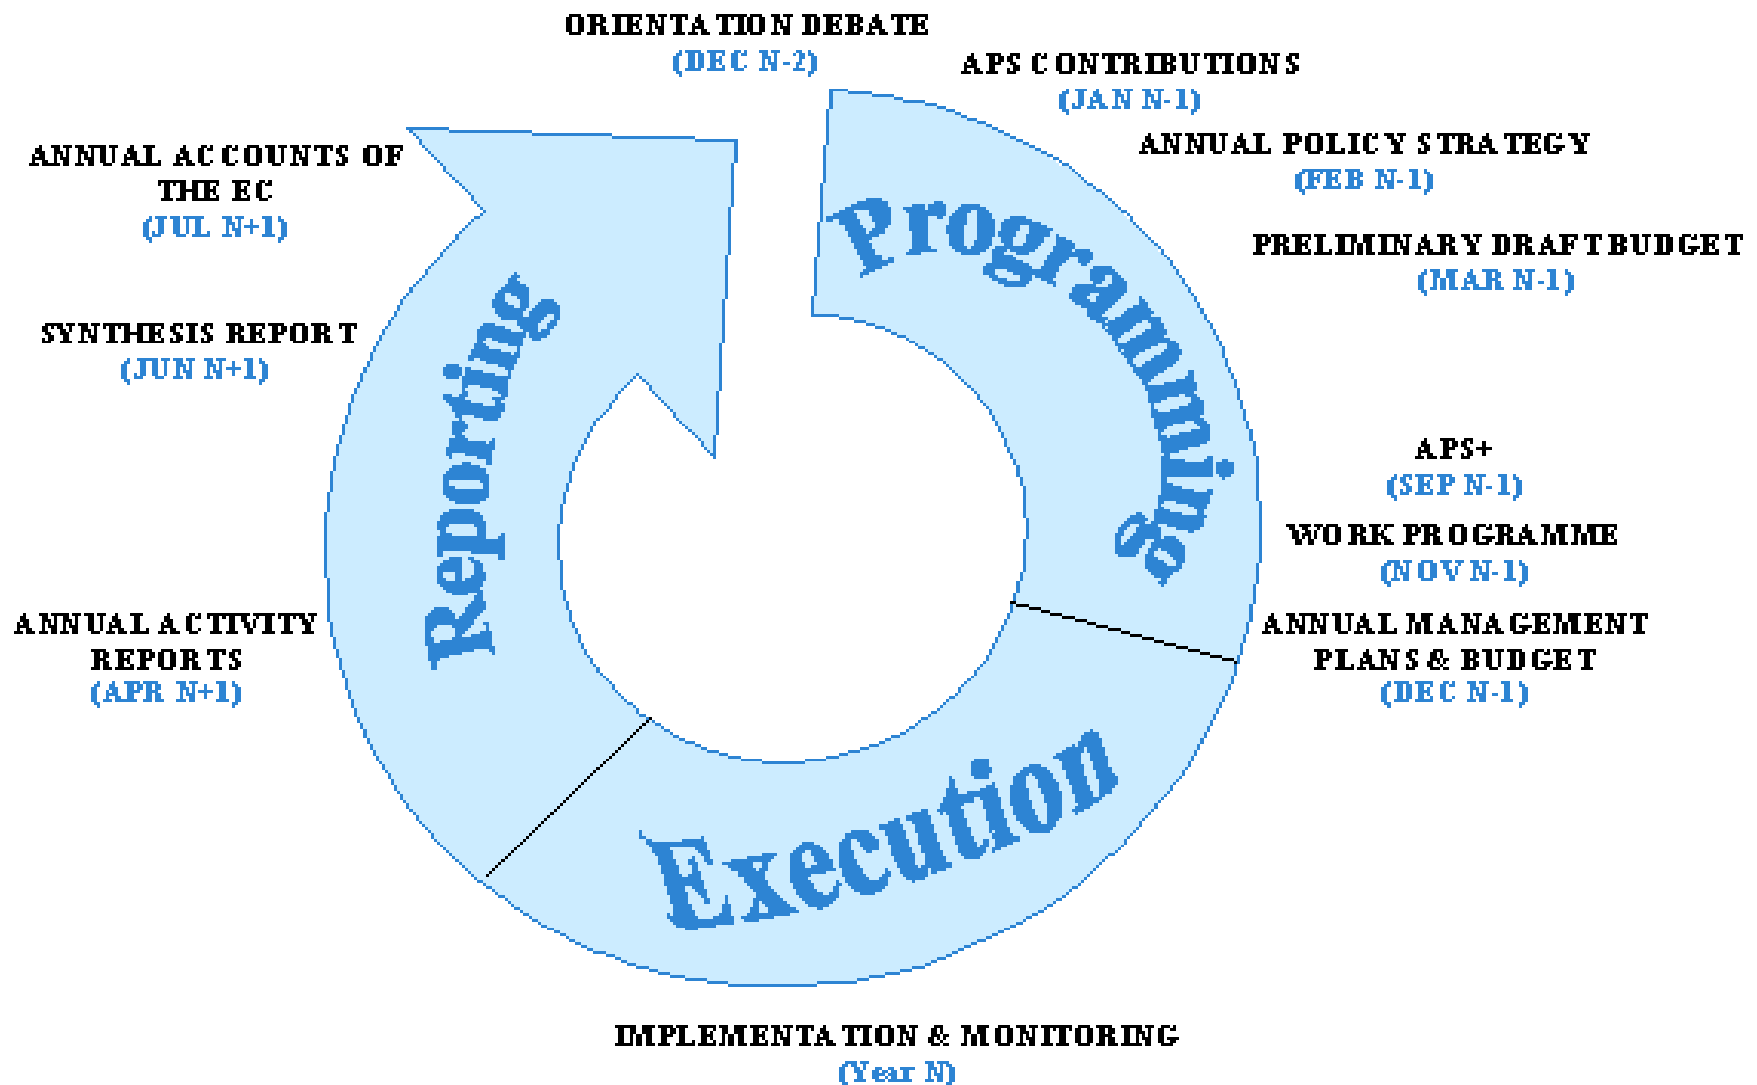 ORIENTATION DEBATE
(DEC N-2)
APS CONTRIBUTIONS
(JAN N-1)
ANNUAL POLICY STRATEGY
(FEB N-1)
PRELIMINARY DRAFT BUDGET
(MAR N-1)
APS+
(SEP N-1)
WORK PROGRAMME
(NOV N-1)
ANNUAL MANAGEMENT
PLANS & BUDGET
(DEC N-1)
IMPLEMENTATION & MONITORING
(Year N)
ANNUAL ACTIVITY
REPORTS
(APR N+1)
SYNTHESIS REPORT
(JUN N+1)
ANNUAL ACCOUNTS OF
THE EC
(JUL N+1)
Programming
Execution
Reporting